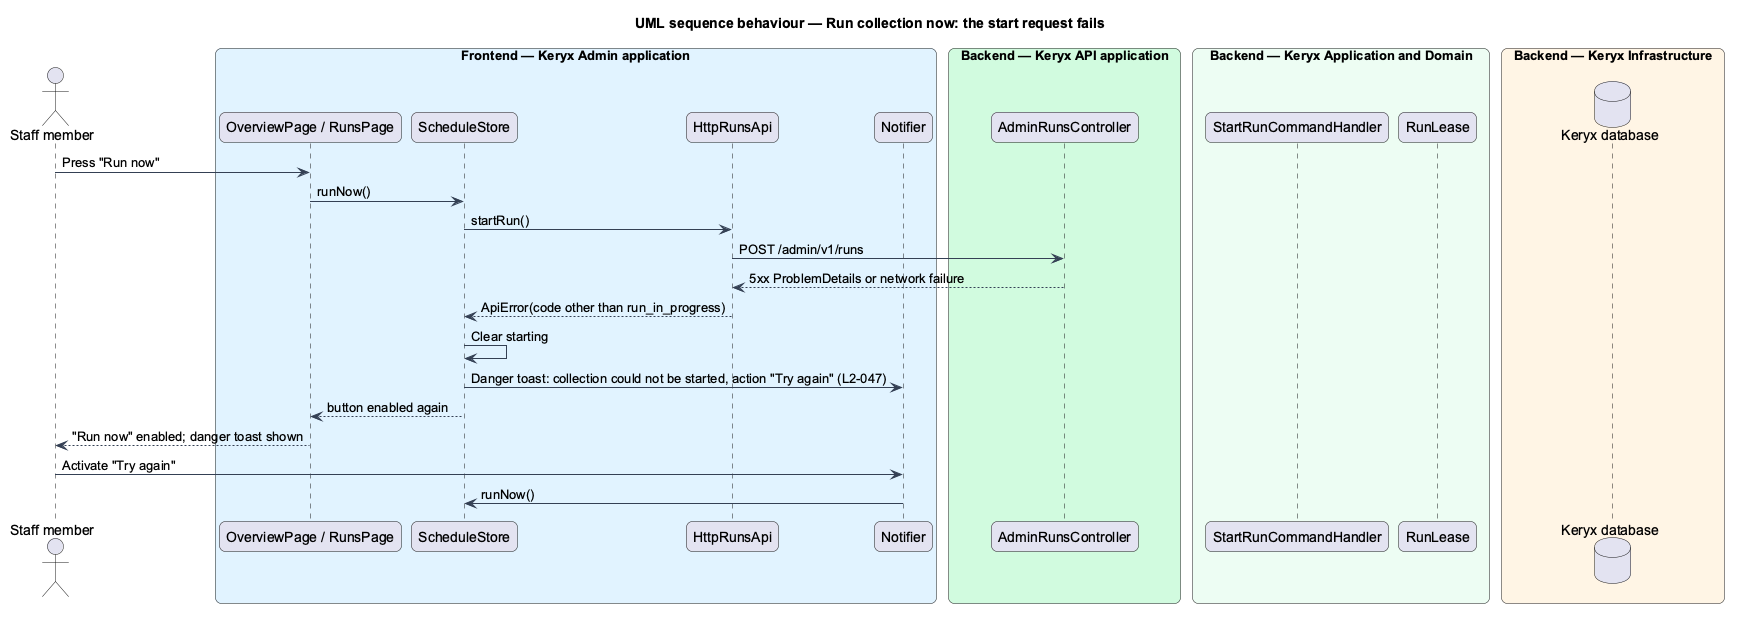 UML sequence behaviour — Run collection now: the start request fails
Frontend — Keryx Admin application
Backend — Keryx API application
Backend — Keryx Application and Domain
Backend — Keryx Infrastructure
Staff member
OverviewPage / RunsPage
ScheduleStore
HttpRunsApi
Notifier
AdminRunsController
StartRunCommandHandler
RunLease
Keryx database
Press "Run now"
runNow()
startRun()
POST /admin/v1/runs
5xx ProblemDetails or network failure
ApiError(code other than run_in_progress)
Clear starting
Danger toast: collection could not be started, action "Try again" (L2-047)
button enabled again
"Run now" enabled; danger toast shown
Activate "Try again"
runNow()
Staff member
OverviewPage / RunsPage
ScheduleStore
HttpRunsApi
Notifier
AdminRunsController
StartRunCommandHandler
RunLease
Keryx database